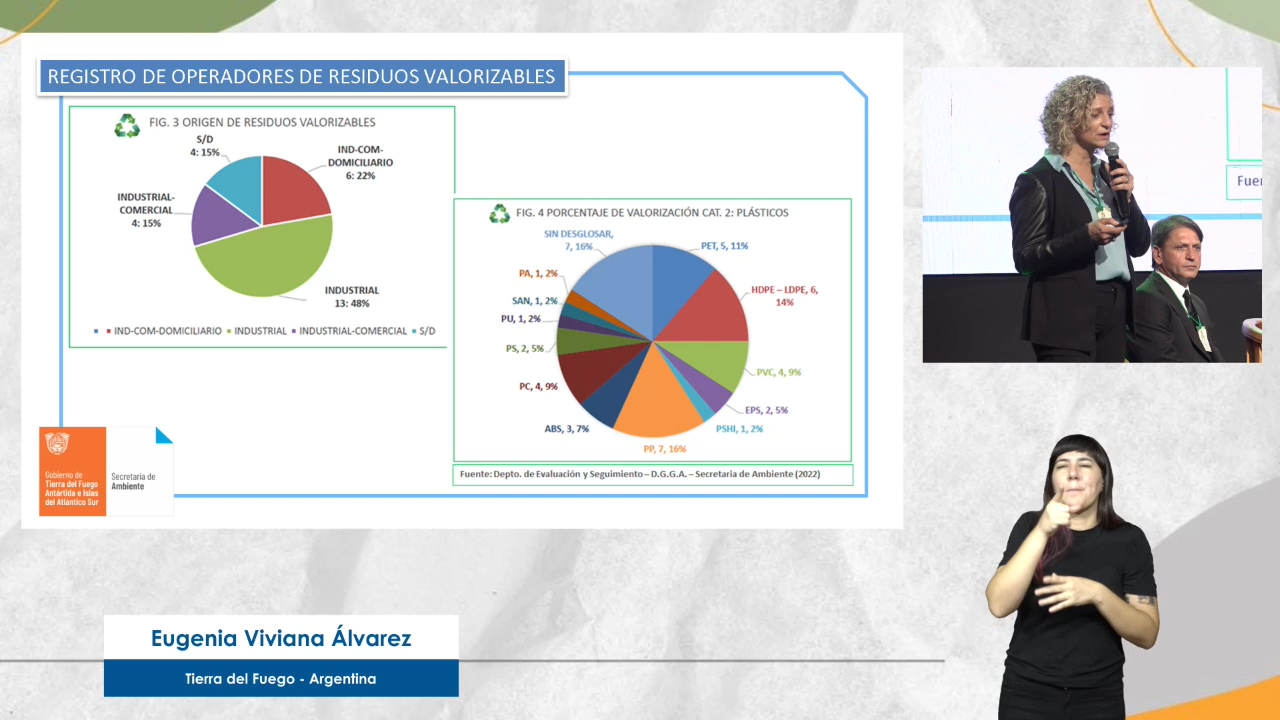 REGISTRO DE OPERADORES DE RESIDUOS VALORIZABLES
FIG. 3 ORIGEN DE RESIDUOS VALORIZABLES
S/D
4: 15%
IND-COM-
DOMICILIARIO
6: 22%
INDUSTRIAL-
COMERCIAL
4: 15%
INDUSTRIAL
13: 48%
IND-COM-DOMICILIARIO INDUSTRIAL INDUSTRIAL-COMERCIAL S/D
FIG. 4 PORCENTAJE DE VALORIZACIÓN CAT. 2: PLÁSTICOS
SIN DESGLOSAR,
7, 16%
PET, 5, 11%
PA, 1, 2%
HDPE – LDPE, 6,
14%
SAN, 1, 2%
PU, 1, 2%
PS, 2, 5%
PVC, 4, 9%
PC, 4, 9%
EPS, 2, 5%
ABS, 3, 7%
PSHI, 1, 2%
PP, 7, 16%
Fuente: Depto. de Evaluación y Seguimiento – D.G.G.A. – Secretaria de Ambiente (2022)
Gobierno de
Tierra del Fuego
Antártida e Islas
del Atlántico Sur
Secretaría de
Ambiente
Fuer
Eugenia Viviana Álvarez
Tierra del Fuego - Argentina